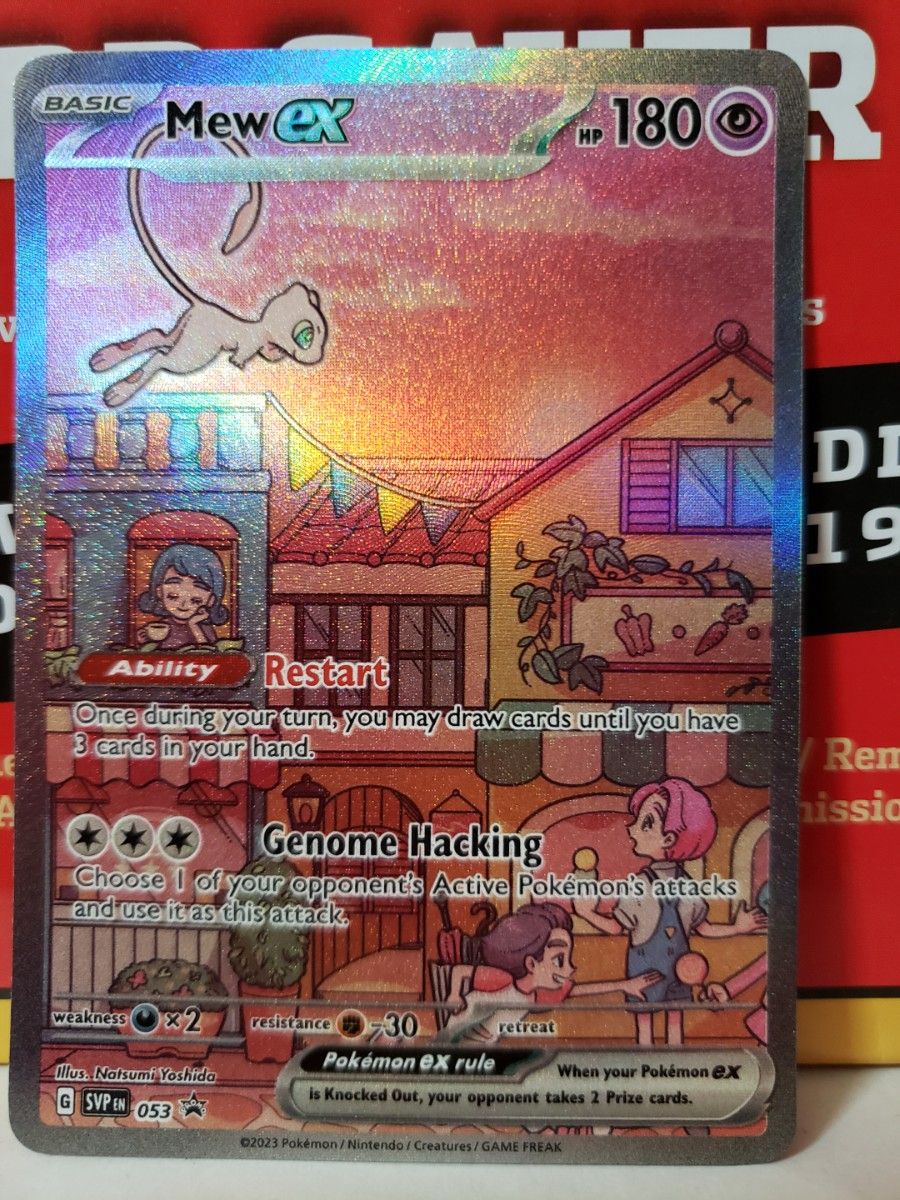 BASIC Mew ex HP 180
Ability Restart
Once during your turn, you may draw cards until you have
3 cards in your hand.
Genome Hacking
Choose 1 of your opponent's Active Pokémon's attacks
and use it as this attack.
weakness ×2 resistance -30 retreat
Pokémon ex rule
When your Pokémon ex
is Knocked Out, your opponent takes 2 Prize cards.
Illus. Natsumi Yoshida
G SVP EN 053
©2023 Pokémon / Nintendo / Creatures / GAME FREAK
DI
19
/ Rem